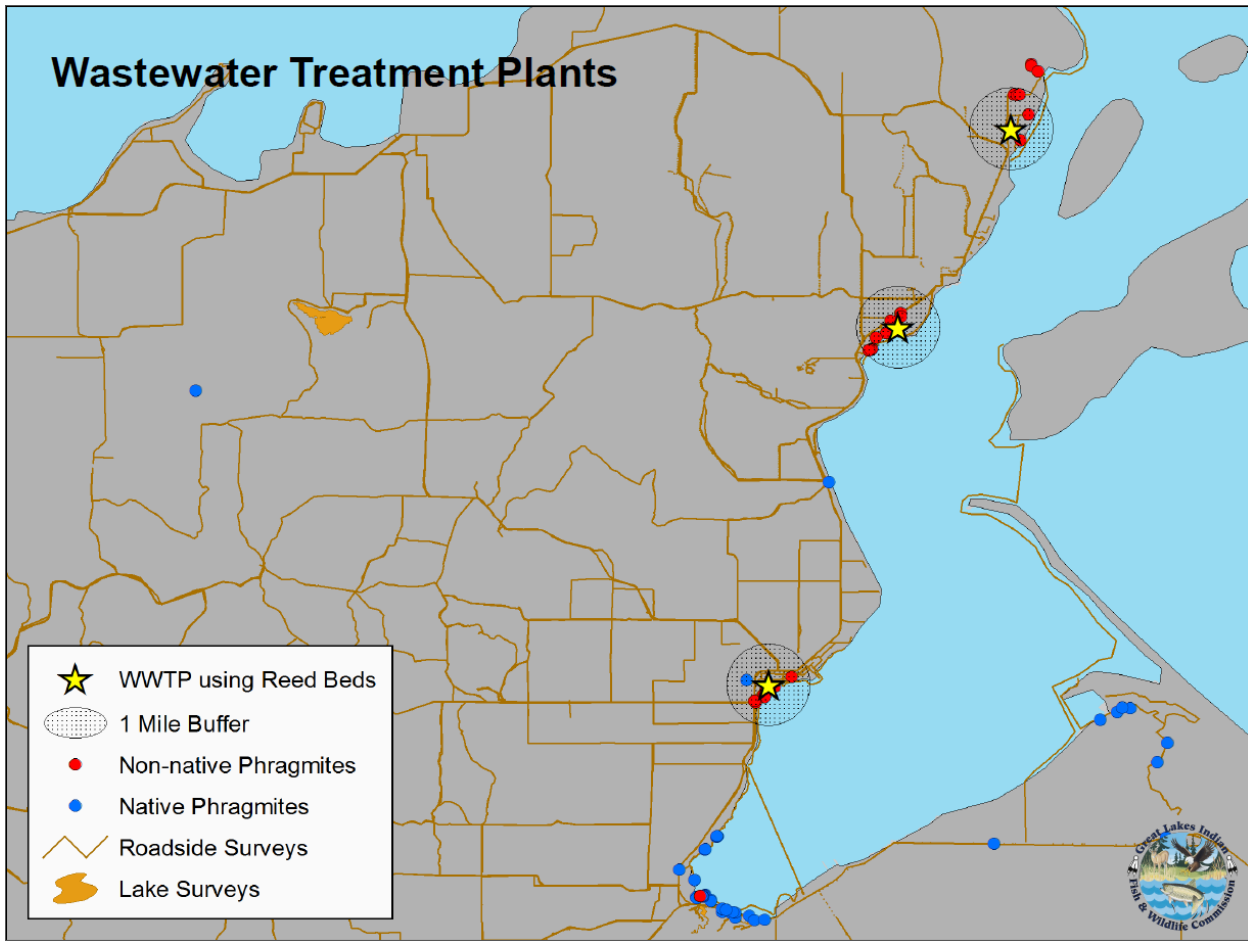 Wastewater Treatment Plants
WWTP using Reed Beds
1 Mile Buffer
Non-native Phragmites
Native Phragmites
Roadside Surveys
Lake Surveys
Great Lakes Indian
Fish & Wildlife Commission